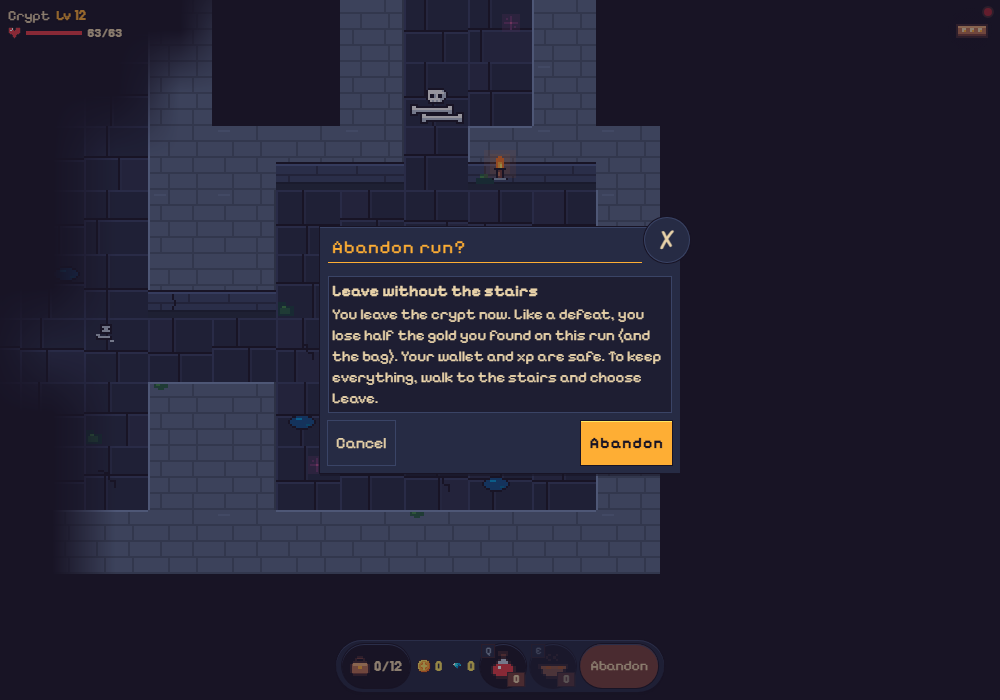 Crypt Lv 12
63/63
Abandon run?
X
Leave without the stairs
You leave the crypt now. Like a defeat, you
lose half the gold you found on this run (and
the bag). Your wallet and xp are safe. To keep
everything, walk to the stairs and choose
Leave.
Cancel
Abandon
0/12
0
0
Q
0
E
0
Abandon